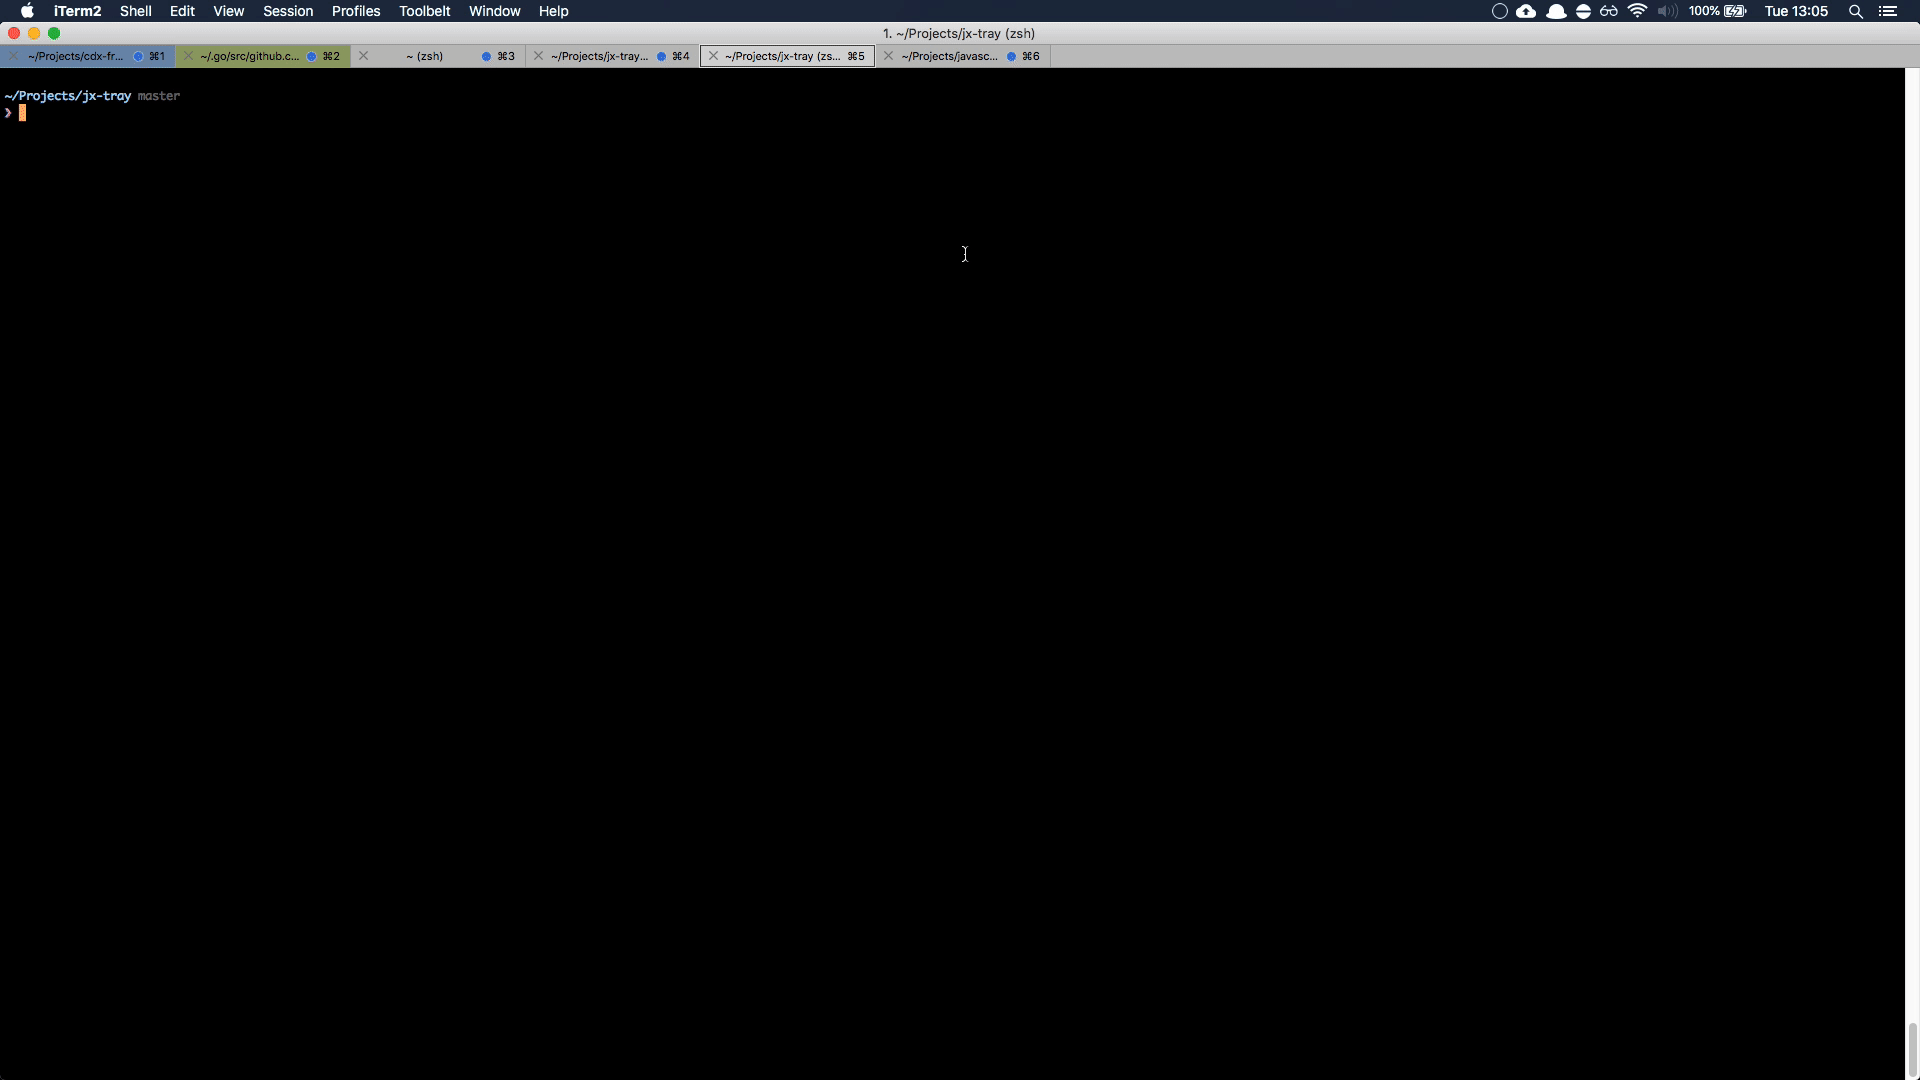 iTerm2 Shell Edit View Session Profiles Toolbelt Window Help 100% Tue 13:05
1. ~/Projects/jx-tray (zsh)
~/Projects/cdx-fr... ⌘1 ~/.go/src/github.c... ⌘2 ~ (zsh) ⌘3 ~/Projects/jx-tray... ⌘4 ~/Projects/jx-tray (zs... ⌘5 ~/Projects/javasc... ⌘6
~/Projects/jx-tray master
❯